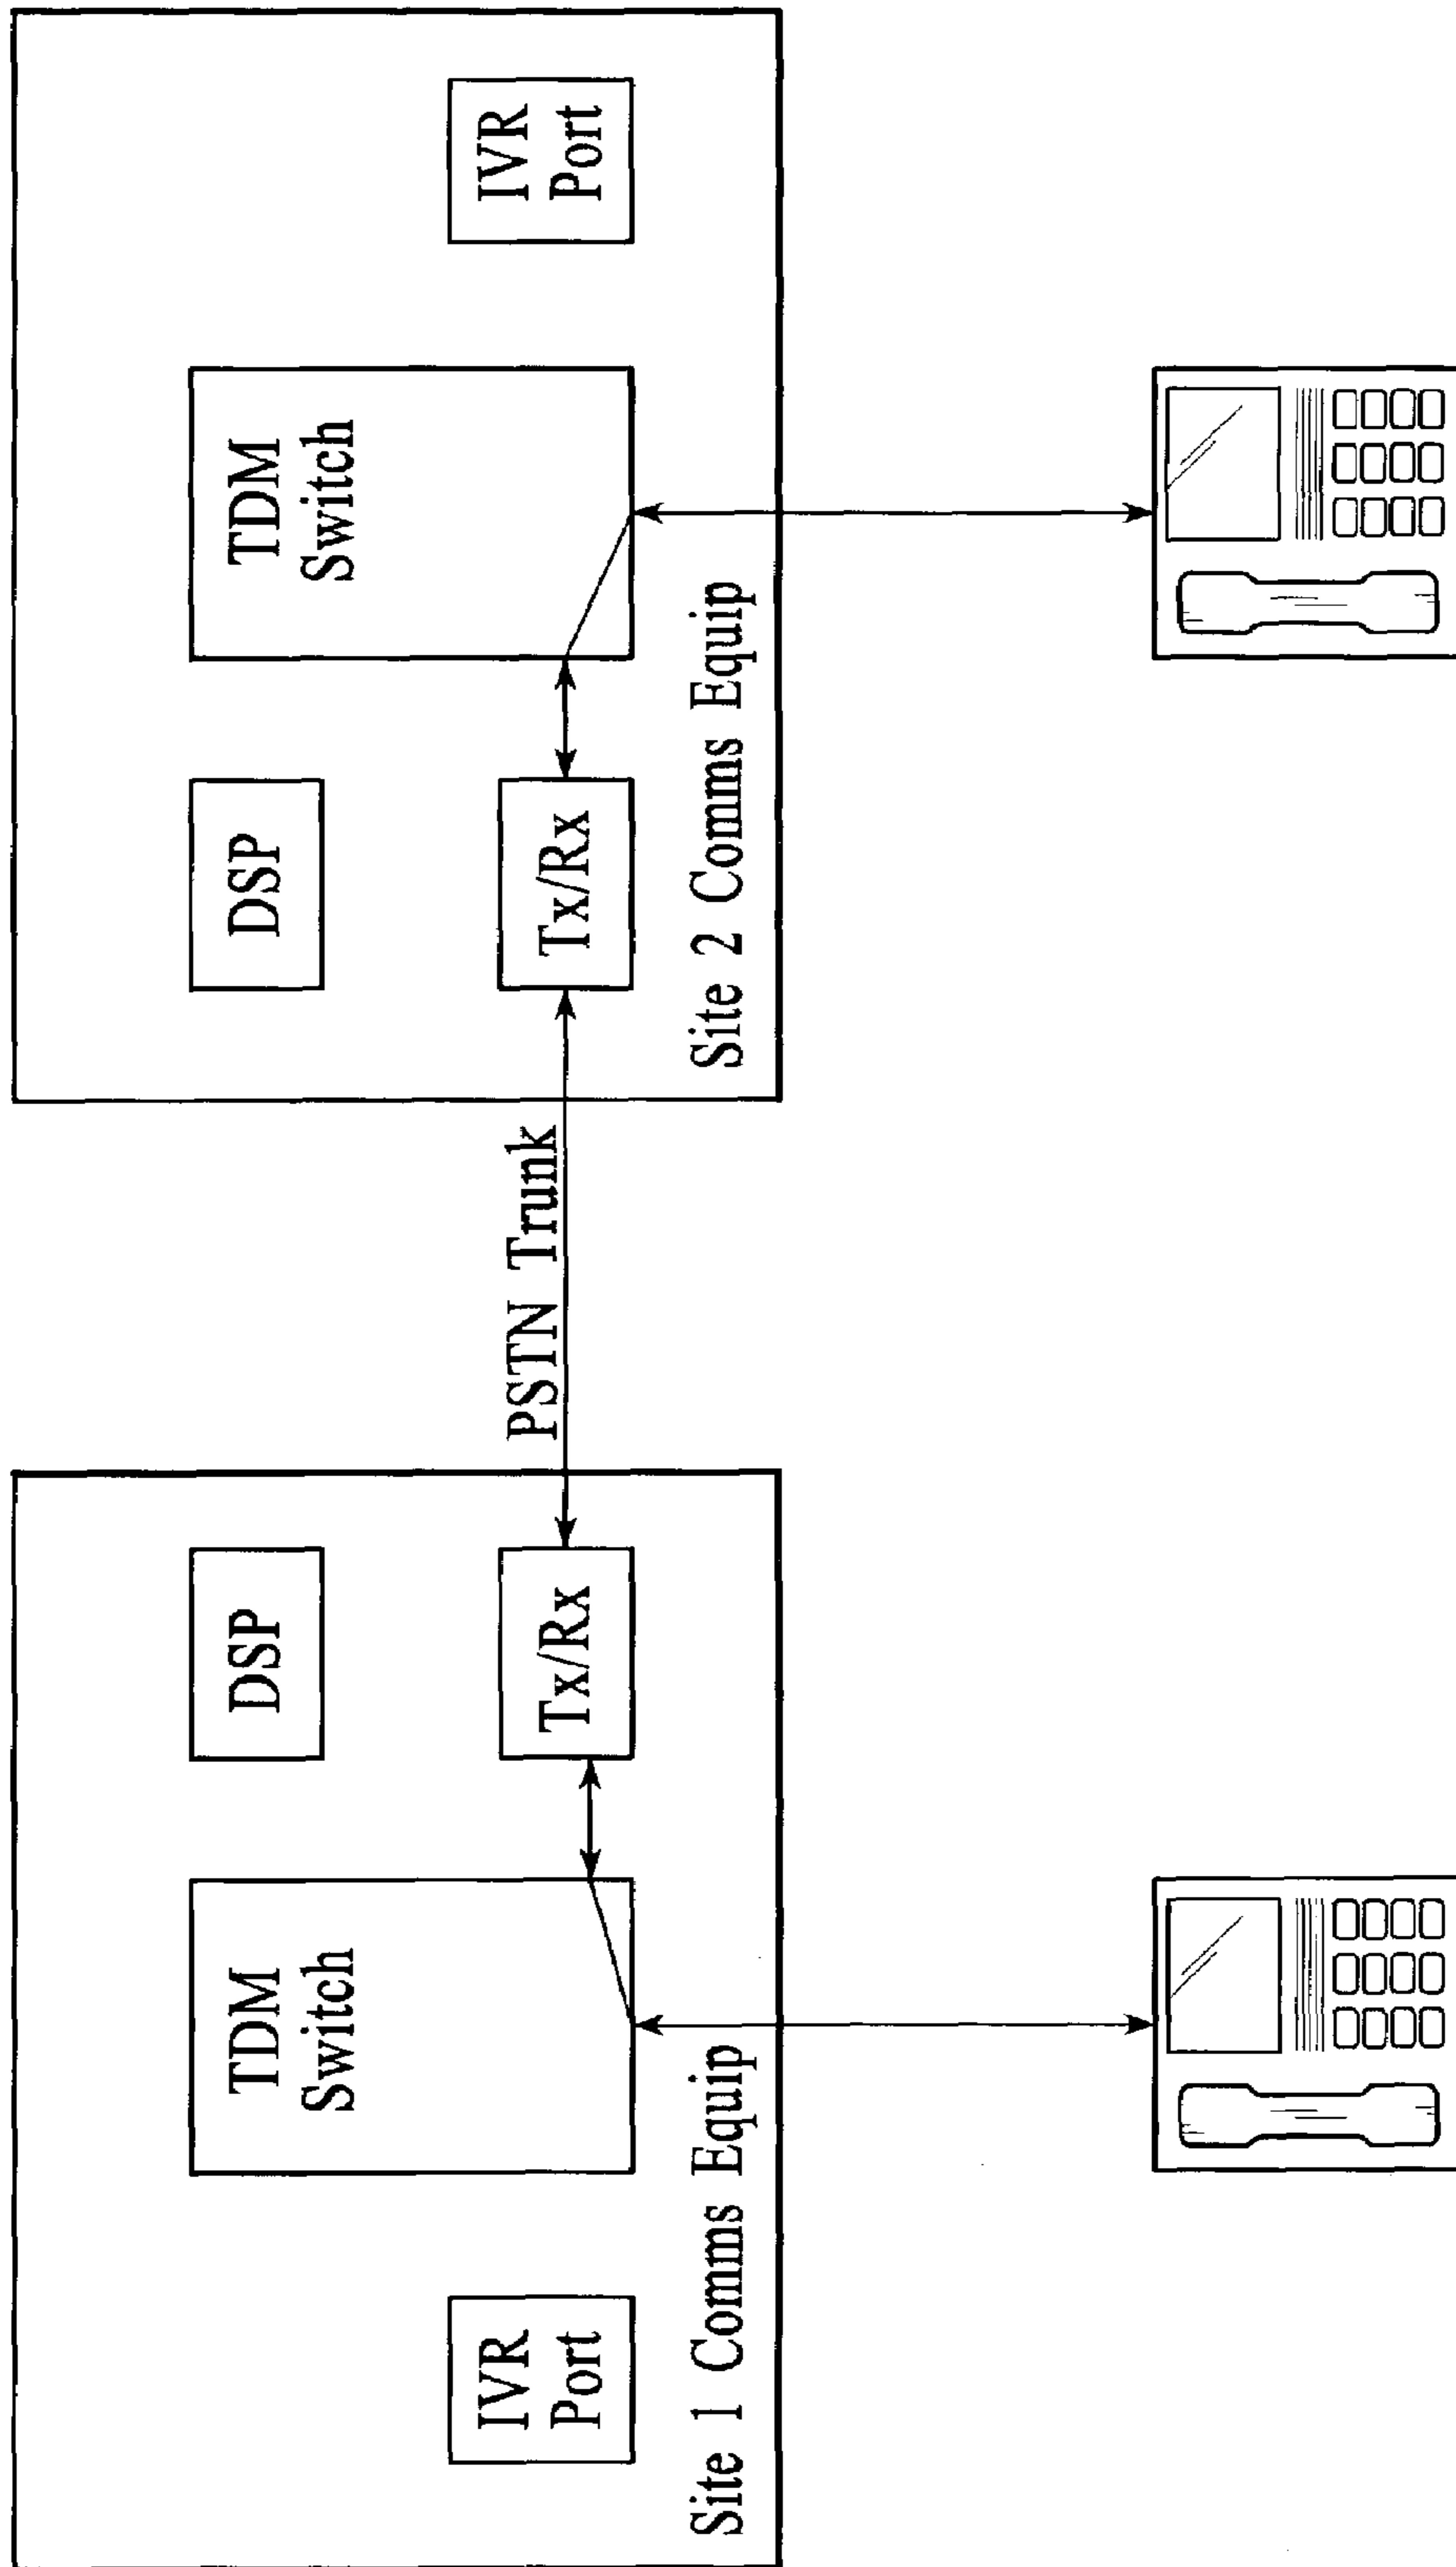 TDM
Switch
DSP
IVR
Port
Tx/Rx
Site 1 Comms Equip
PSTN Trunk
DSP
TDM
Switch
Tx/Rx
IVR
Port
Site 2 Comms Equip